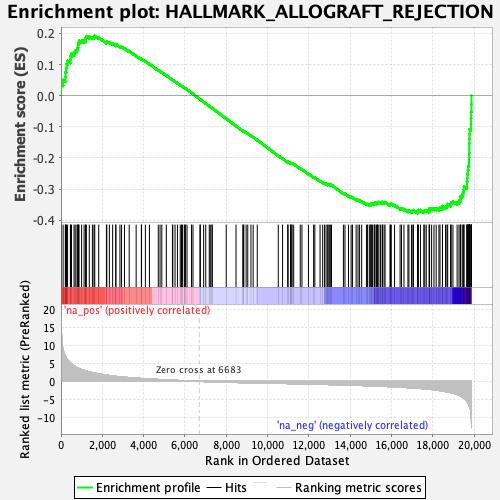 Enrichment plot: HALLMARK_ALLOGRAFT_REJECTION
Enrichment score (ES)
0.2
0.1
0.0
-0.1
-0.2
-0.3
-0.4
Ranked list metric (PreRanked)
20
15
10
5
0
-5
-10
'na_pos' (positively correlated)
Zero cross at 6683
'na_neg' (negatively correlated)
0
2,000
4,000
6,000
8,000
10,000
12,000
14,000
16,000
18,000
20,000
Rank in Ordered Dataset
Enrichment profile
Hits
Ranking metric scores